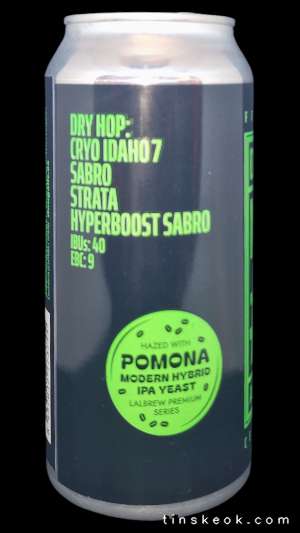 DRY HOP:
CRYO IDAHO 7
SABRO
STRATA
HYPERBOOST SABRO
IBUs: 40
EBC: 9
HAZED WITH
POMONA
MODERN HYBRID
IPA YEAST
LALBREW PREMIUM
SERIES
tinskeok.com